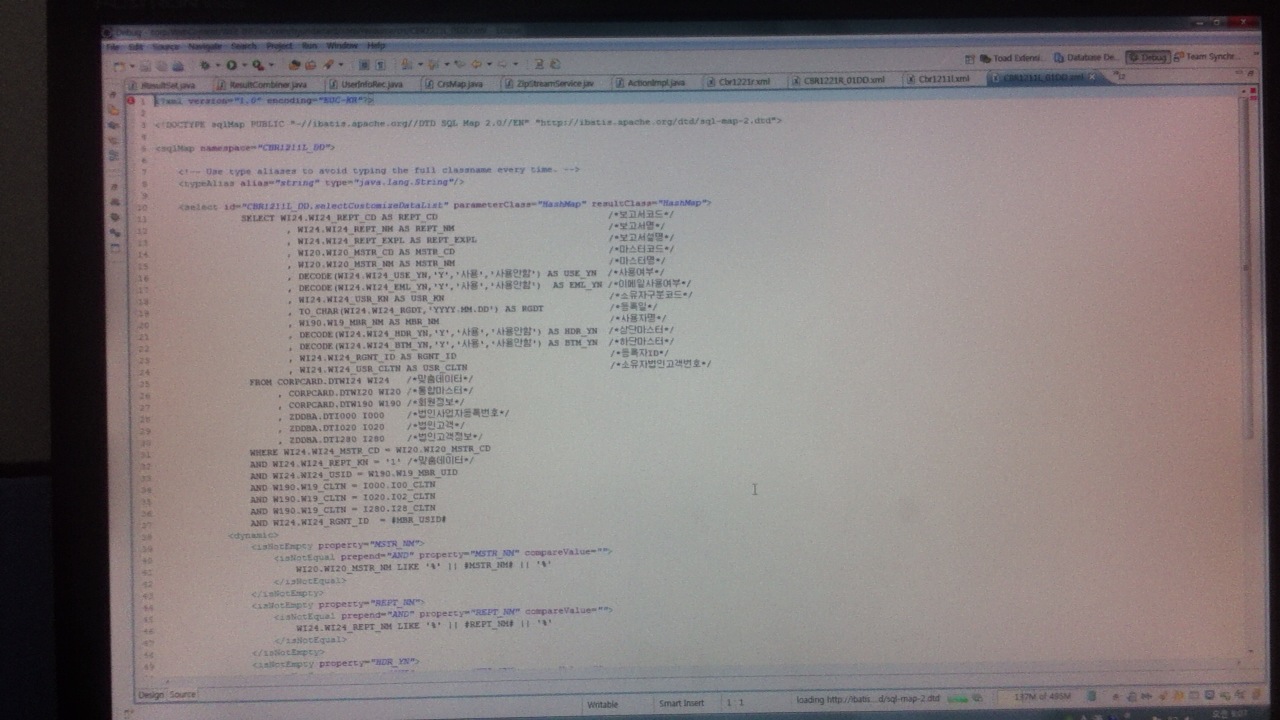 Debug
File Edit Source Navigate Search Project Run Window Help
Toad Extensi... Database De... Debug Team Synchr...
ResultSet.java ResultCombiner.java UserInfoRec.java CrdMap.java ZipStreamService.jav ActionImpl.java Cbr1221r.xml CBR1221R_01DD.xml Cbr1211l.xml CBR1211L_01DD.xml
1 <?xml version="1.0" encoding="EUC-KR"?>
2
3 <!DOCTYPE sqlMap PUBLIC "-//ibatis.apache.org//DTD SQL Map 2.0//EN" "http://ibatis.apache.org/dtd/sql-map-2.dtd">
4
5 <sqlMap namespace="CBR1211L_DD">
6
7 <!-- Use type aliases to avoid typing the full classname every time. -->
8 <typeAlias alias="string" type="java.lang.String"/>
9
10 <select id="CBR1211L_DD.selectCustomizeDataList" parameterClass="HashMap" resultClass="HashMap">
11 SELECT WI24.WI24_REPT_CD AS REPT_CD /*보고서코드*/
12 , WI24.WI24_REPT_NM AS REPT_NM /*보고서명*/
13 , WI24.WI24_REPT_EXPL AS REPT_EXPL /*보고서설명*/
14 , WI20.WI20_MSTR_CD AS MSTR_CD /*마스터코드*/
15 , WI20.WI20_MSTR_NM AS MSTR_NM /*마스터명*/
16 , DECODE(WI24.WI24_USE_YN,'Y','사용','사용안함') AS USE_YN /*사용여부*/
17 , DECODE(WI24.WI24_EML_YN,'Y','사용','사용안함') AS EML_YN /*이메일사용여부*/
18 , WI24.WI24_USR_KN AS USR_KN /*소유자구분코드*/
19 , TO_CHAR(WI24.WI24_RGDT,'YYYY.MM.DD') AS RGDT /*등록일*/
20 , W190.W19_MBR_NM AS MBR_NM /*사용자명*/
21 , DECODE(WI24.WI24_HDR_YN,'Y','사용','사용안함') AS HDR_YN /*상단마스터*/
22 , DECODE(WI24.WI24_BTM_YN,'Y','사용','사용안함') AS BTM_YN /*하단마스터*/
23 , WI24.WI24_RGNT_ID AS RGNT_ID /*등록자ID*/
24 , WI24.WI24_USR_CLTN AS USR_CLTN /*소유자법인고객번호*/
25 FROM CORPCARD.DTWI24 WI24 /*맞춤데이터*/
26 , CORPCARD.DTWI20 WI20 /*통합마스터*/
27 , CORPCARD.DTW190 W190 /*회원정보*/
28 , ZDDBA.DTI000 I000 /*법인사업자등록번호*/
29 , ZDDBA.DTI020 I020 /*법인고객*/
30 , ZDDBA.DTI280 I280 /*법인고객정보*/
31 WHERE WI24.WI24_MSTR_CD = WI20.WI20_MSTR_CD
32 AND WI24.WI24_REPT_KN = '1' /*맞춤데이터*/
33 AND WI24.WI24_USID = W190.W19_MBR_UID
34 AND W190.W19_CLTN = I000.I00_CLTN
35 AND W190.W19_CLTN = I020.I02_CLTN
36 AND W190.W19_CLTN = I280.I28_CLTN
37 AND WI24.WI24_RGNT_ID = #MBR_USID#
38 <dynamic>
39 <isNotEmpty property="MSTR_NM">
40 <isNotEqual prepend="AND" property="MSTR_NM" compareValue="">
41 WI20.WI20_MSTR_NM LIKE '%' || #MSTR_NM# || '%'
42 </isNotEqual>
43 </isNotEmpty>
44 <isNotEmpty property="REPT_NM">
45 <isNotEqual prepend="AND" property="REPT_NM" compareValue="">
46 WI24.WI24_REPT_NM LIKE '%' || #REPT_NM# || '%'
47 </isNotEqual>
48 </isNotEmpty>
49 <isNotEmpty property="HDR_YN">
Design Source
Writable Smart Insert 1 : 1 loading http://ibatis...d/sql-map-2.dtd 137M of 495M